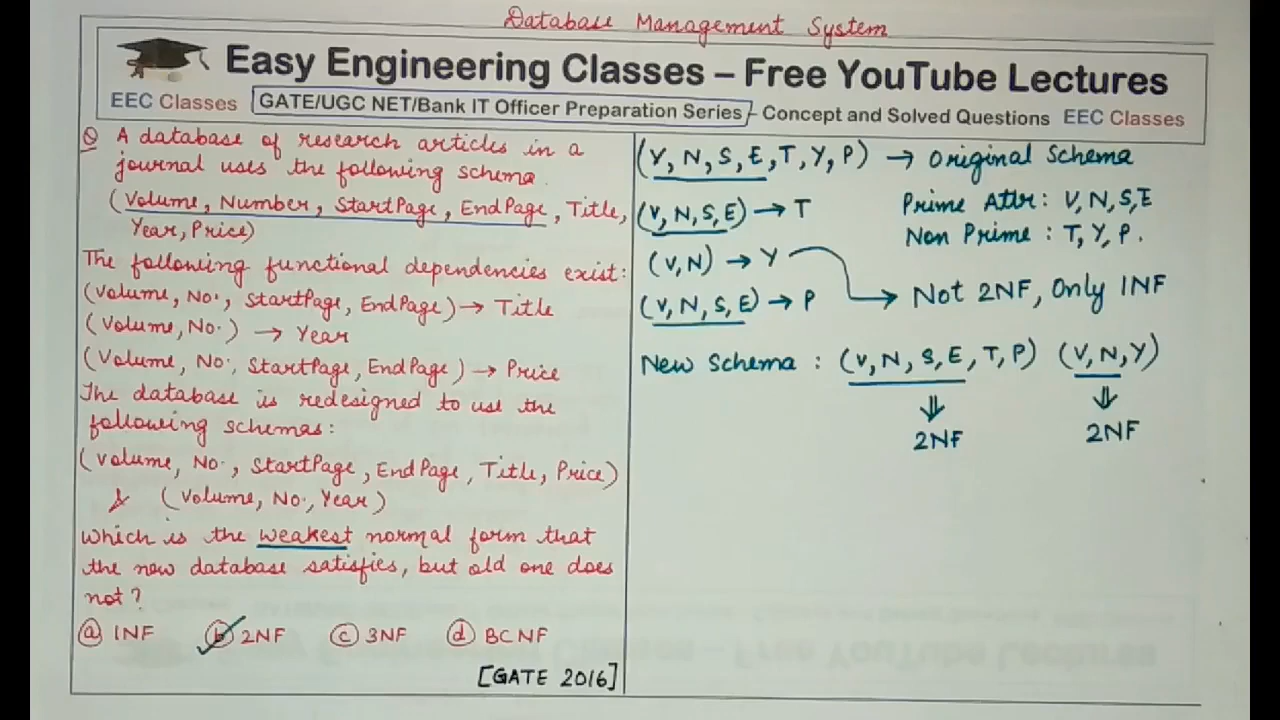 Database Management System
Easy Engineering Classes – Free YouTube Lectures
EEC Classes GATE/UGC NET/Bank IT Officer Preparation Series – Concept and Solved Questions EEC Classes
Q A database of research articles in a
journal uses the following schema
(Volume, Number, StartPage, EndPage, Title,
Year, Price)
The following functional dependencies exist:
(Volume, No., StartPage, EndPage) → Title
(Volume, No.) → Year
(Volume, No., StartPage, EndPage) → Price
The database is redesigned to use the
following schemas:
(Volume, No., StartPage, EndPage, Title, Price)
& (Volume, No., Year)
Which is the weakest normal form that
the new database satisfies, but old one does
not?
(a) 1NF (b) 2NF (c) 3NF (d) BCNF
[GATE 2016]
(V, N, S, E, T, Y, P) → Original Schema
(V, N, S, E) → T
Prime Attr: V, N, S, E
Non Prime : T, Y, P.
(V, N) → Y
→ Not 2NF, Only 1NF
(V, N, S, E) → P
New Schema : (V, N, S, E, T, P) (V, N, Y)
⇓ ⇓
2NF 2NF